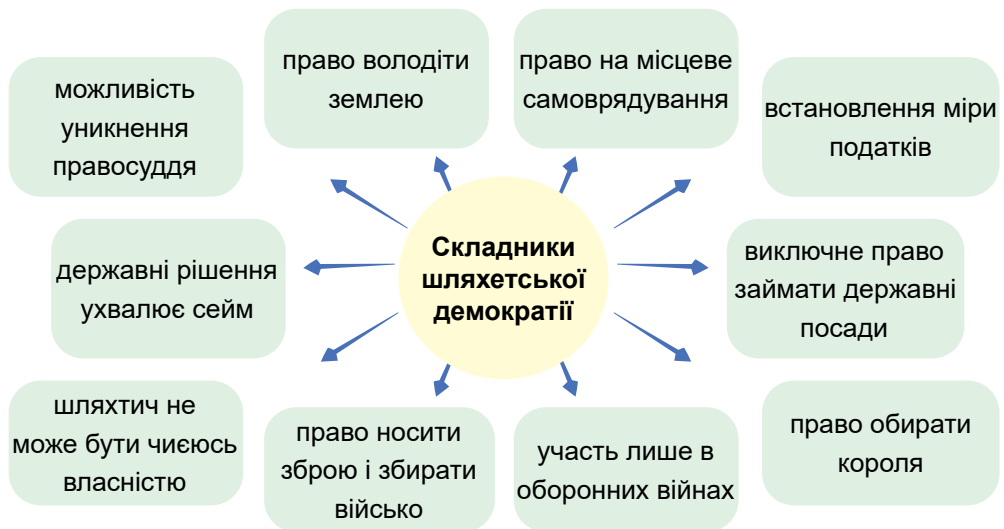 можливість
уникнення
правосуддя
право володіти
землею
право на місцеве
самоврядування
встановлення міри
податків
державні рішення
ухвалює сейм
Складники
шляхетської
демократії
виключне право
займати державні
посади
шляхтич не
може бути чиєюсь
власністю
право носити
зброю і збирати
військо
участь лише в
оборонних війнах
право обирати
короля